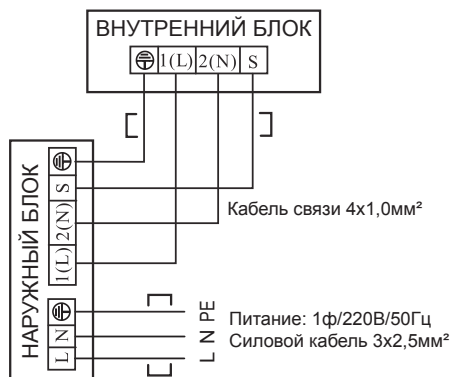 ВНУТРЕННИЙ БЛОК
1(L) 2(N) S
НАРУЖНЫЙ БЛОК
S
2(N)
1(L)
Кабель связи 4х1,0мм²
N
L
PE
N
L
Питание: 1ф/220В/50Гц
Силовой кабель 3х2,5мм²